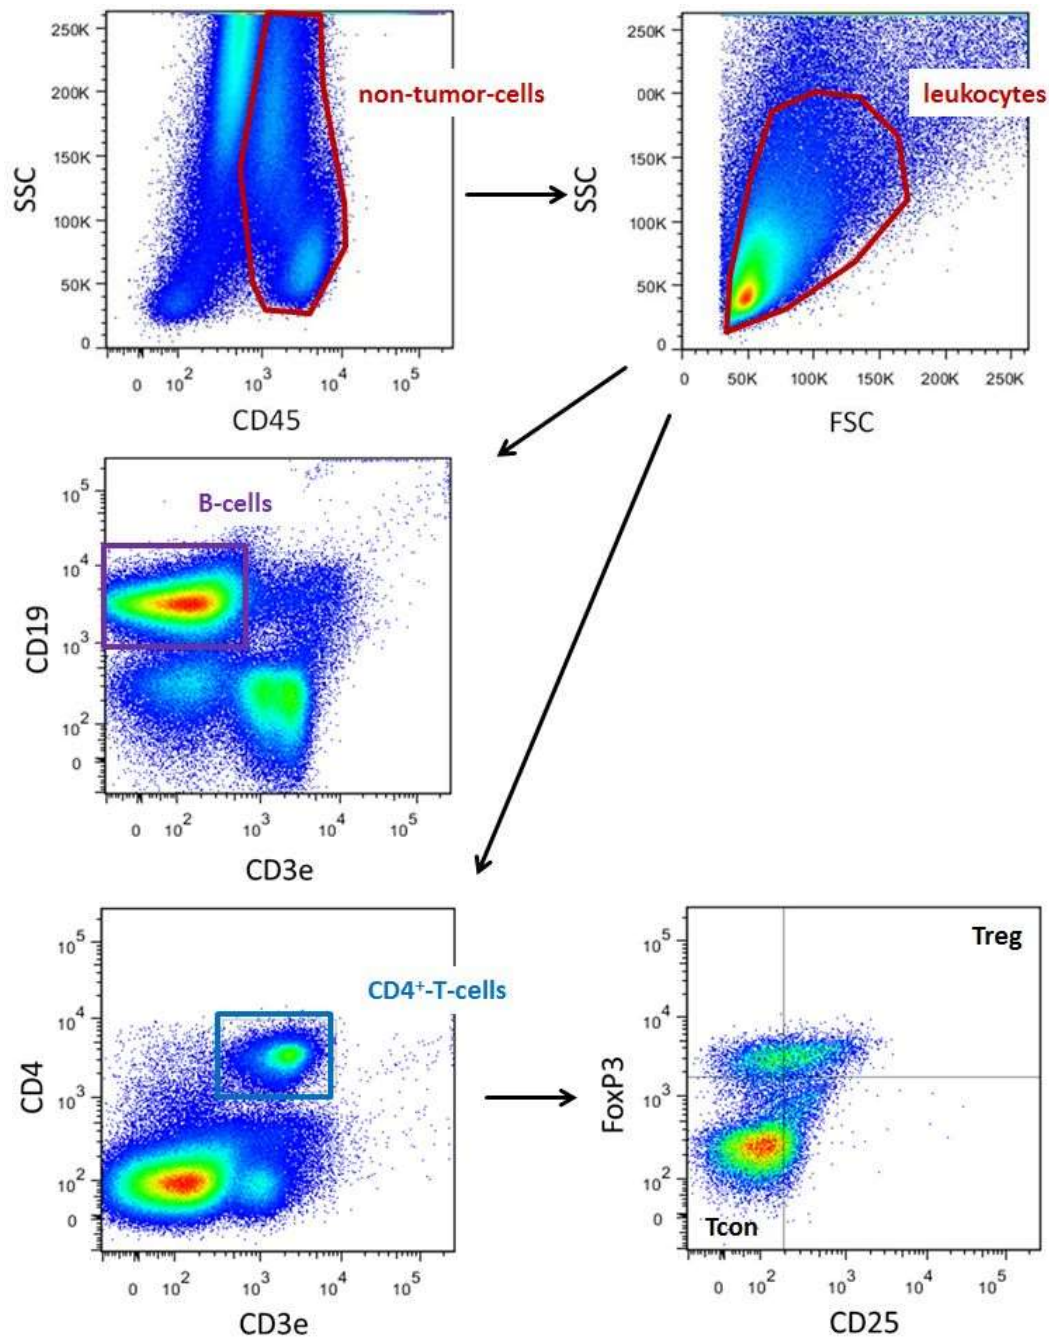 250K
200K
150K
100K
50K
0
SSC
non-tumor-cells
0 10^2 10^3 10^4 10^5
CD45
250K
00K
150K
100K
50K
0
SSC
leukocytes
0 50K 100K 150K 200K 250K
FSC
10^5
10^4
10^3
10^2
0
CD19
B-cells
0 10^2 10^3 10^4 10^5
CD3e
10^5
10^4
10^3
10^2
0
CD4
CD4+-T-cells
0 10^2 10^3 10^4 10^5
CD3e
10^5
10^4
10^3
10^2
0
FoxP3
Treg
Tcon
0 10^2 10^3 10^4 10^5
CD25